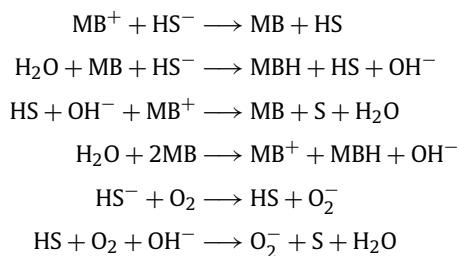 MB⁺ + HS⁻ ⟶ MB + HS
H₂O + MB + HS⁻ ⟶ MBH + HS + OH⁻
HS + OH⁻ + MB⁺ ⟶ MB + S + H₂O
H₂O + 2MB ⟶ MB⁺ + MBH + OH⁻
HS⁻ + O₂ ⟶ HS + O₂⁻
HS + O₂ + OH⁻ ⟶ O₂⁻ + S + H₂O